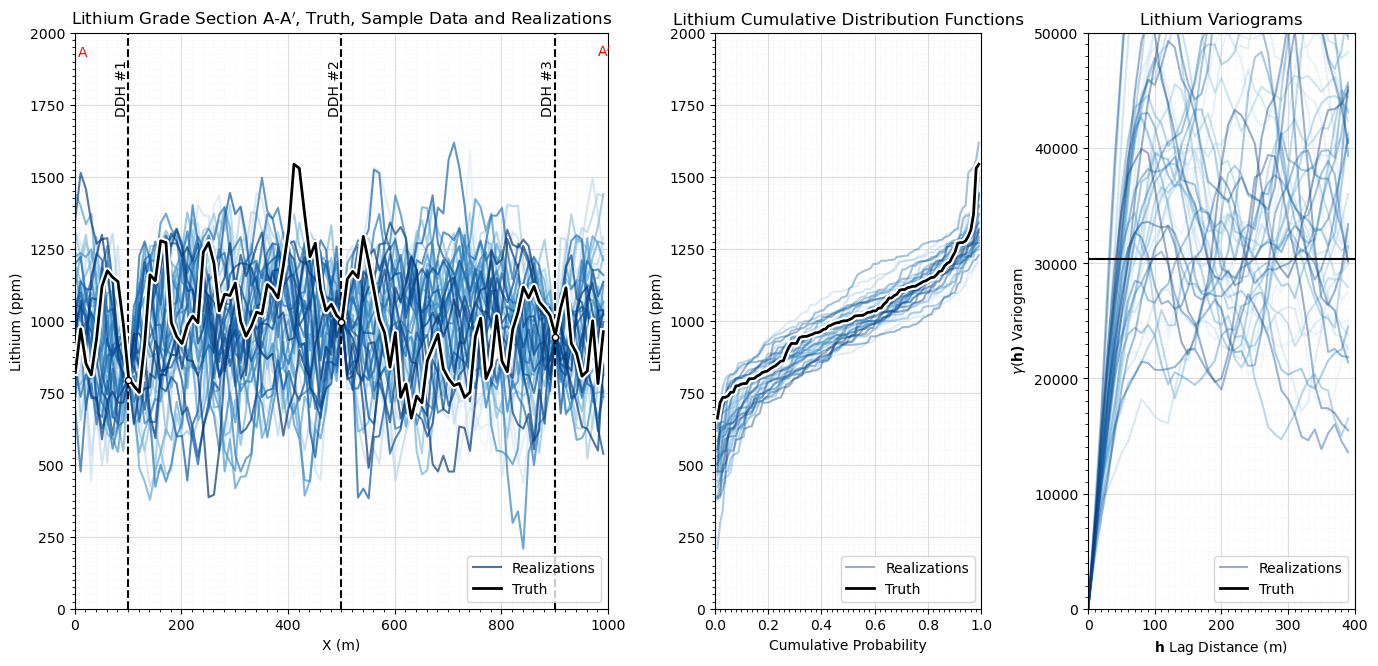 Lithium Grade Section A-A′, Truth, Sample Data and Realizations
2000
1750
1500
1250
1000
750
500
250
0
Lithium (ppm)
A
A
DDH #1
DDH #2
DDH #3
Realizations
Truth
0
200
400
600
800
1000
X (m)
Lithium Cumulative Distribution Functions
2000
1750
1500
1250
1000
750
500
250
0
Lithium (ppm)
Realizations
Truth
0.0
0.2
0.4
0.6
0.8
1.0
Cumulative Probability
Lithium Variograms
50000
40000
30000
20000
10000
0
γ(h) Variogram
Realizations
Truth
0
100
200
300
400
h Lag Distance (m)